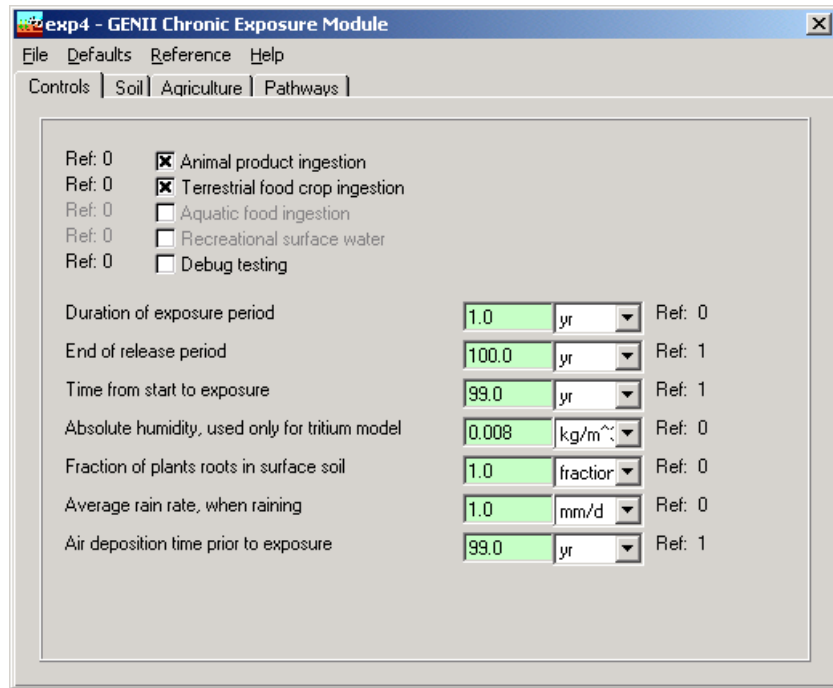 exp4 - GENII Chronic Exposure Module
File Defaults Reference Help
Controls Soil Agriculture Pathways
Ref: 0 Animal product ingestion
Ref: 0 Terrestrial food crop ingestion
Ref: 0 Aquatic food ingestion
Ref: 0 Recreational surface water
Ref: 0 Debug testing
Duration of exposure period 1.0 yr Ref: 0
End of release period 100.0 yr Ref: 1
Time from start to exposure 99.0 yr Ref: 1
Absolute humidity, used only for tritium model 0.008 kg/m^ Ref: 0
Fraction of plants roots in surface soil 1.0 fraction Ref: 0
Average rain rate, when raining 1.0 mm/d Ref: 0
Air deposition time prior to exposure 99.0 yr Ref: 1